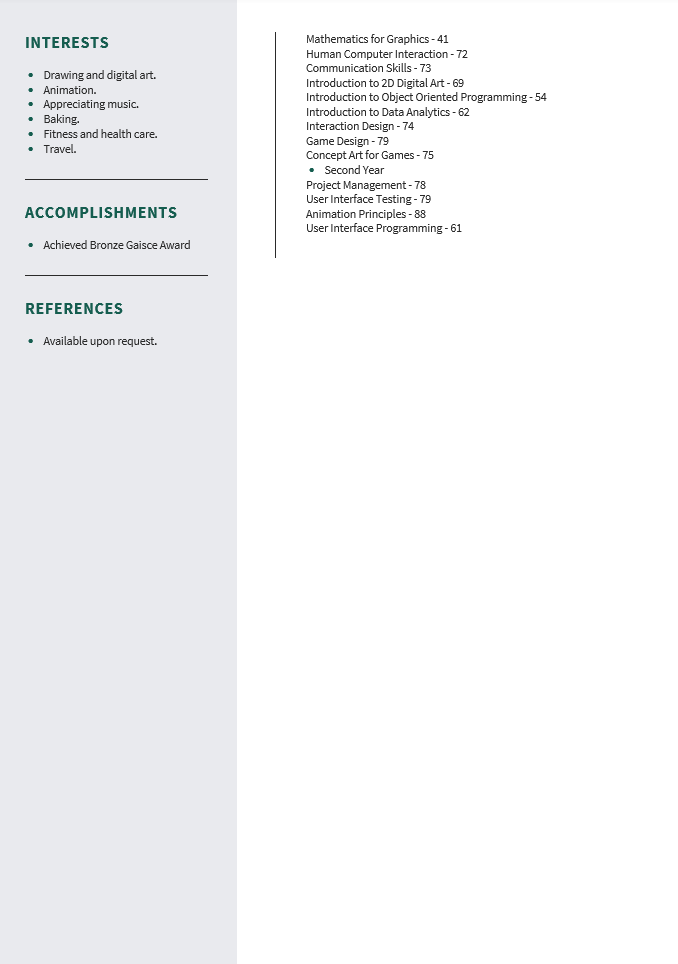 INTERESTS
Drawing and digital art.
Animation.
Appreciating music.
Baking.
Fitness and health care.
Travel.
ACCOMPLISHMENTS
Achieved Bronze Gaisce Award
REFERENCES
Available upon request.
Mathematics for Graphics - 41
Human Computer Interaction - 72
Communication Skills - 73
Introduction to 2D Digital Art - 69
Introduction to Object Oriented Programming - 54
Introduction to Data Analytics - 62
Interaction Design - 74
Game Design - 79
Concept Art for Games - 75
Second Year
Project Management - 78
User Interface Testing - 79
Animation Principles - 88
User Interface Programming - 61